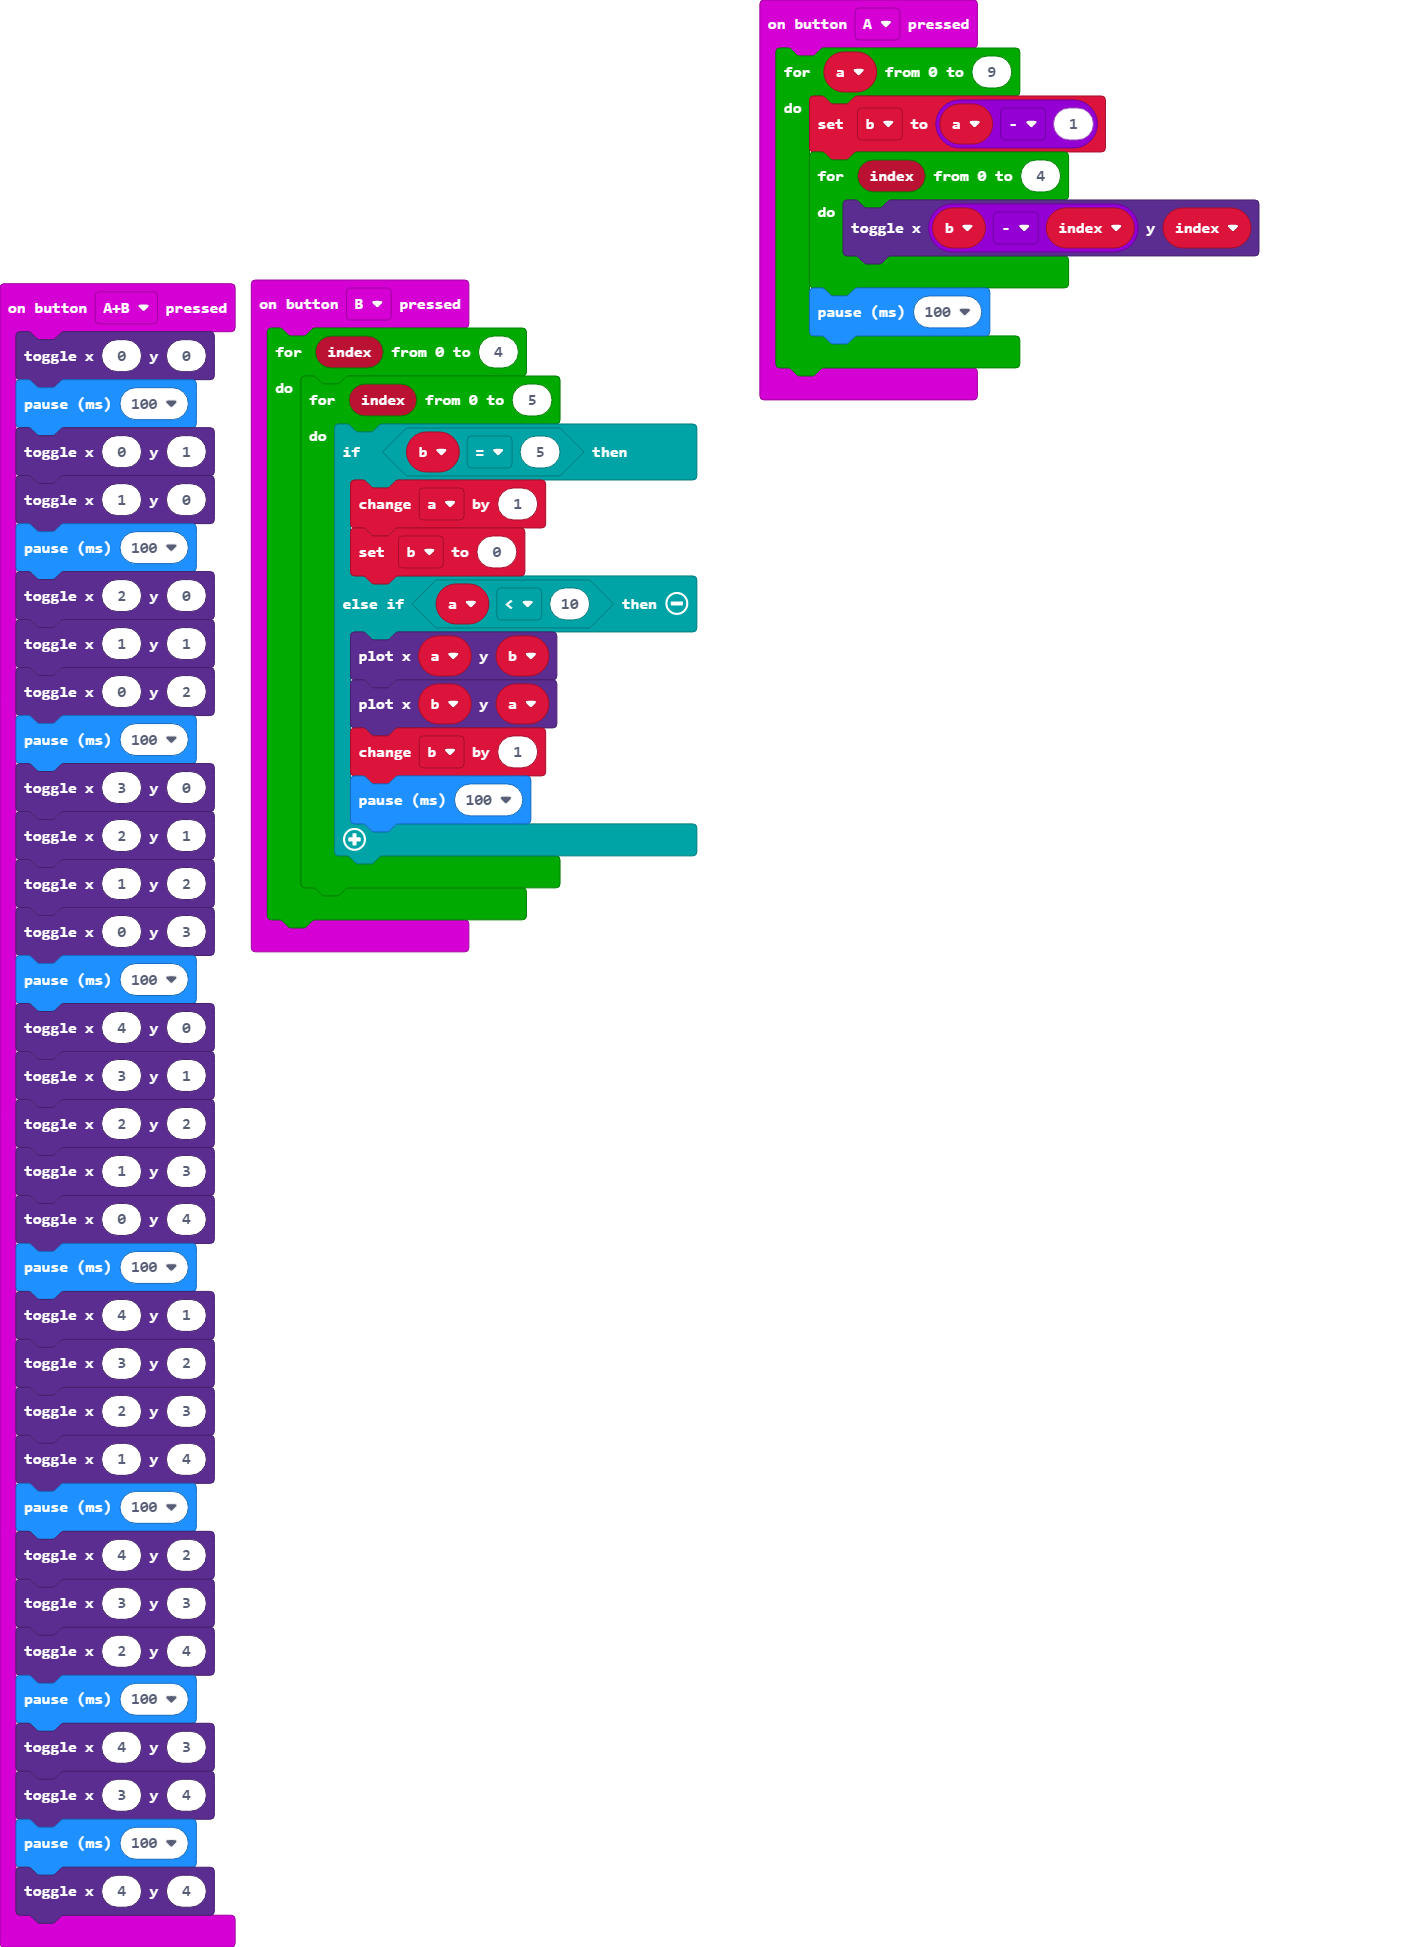 on button A+B pressed
toggle x 0 y 0
pause (ms) 100
toggle x 0 y 1
toggle x 1 y 0
pause (ms) 100
toggle x 2 y 0
toggle x 1 y 1
toggle x 0 y 2
pause (ms) 100
toggle x 3 y 0
toggle x 2 y 1
toggle x 1 y 2
toggle x 0 y 3
pause (ms) 100
toggle x 4 y 0
toggle x 3 y 1
toggle x 2 y 2
toggle x 1 y 3
toggle x 0 y 4
pause (ms) 100
toggle x 4 y 1
toggle x 3 y 2
toggle x 2 y 3
toggle x 1 y 4
pause (ms) 100
toggle x 4 y 2
toggle x 3 y 3
toggle x 2 y 4
pause (ms) 100
toggle x 4 y 3
toggle x 3 y 4
pause (ms) 100
toggle x 4 y 4
on button B pressed
for index from 0 to 4
do
for index from 0 to 5
do
if b = 5 then
change a by 1
set b to 0
else if a < 10 then
plot x a y b
plot x b y a
change b by 1
pause (ms) 100
on button A pressed
for a from 0 to 9
do
set b to a - 1
for index from 0 to 4
do
toggle x b - index y index
pause (ms) 100